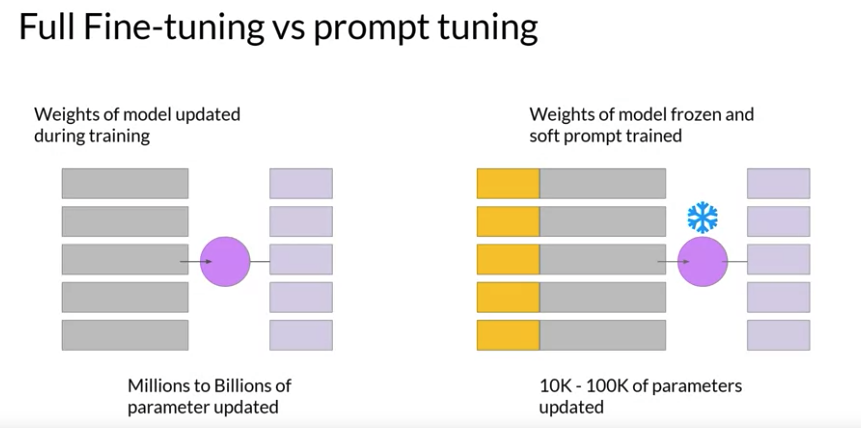 Full Fine-tuning vs prompt tuning
Weights of model updated
during training
Weights of model frozen and
soft prompt trained
Millions to Billions of
parameter updated
10K - 100K of parameters
updated